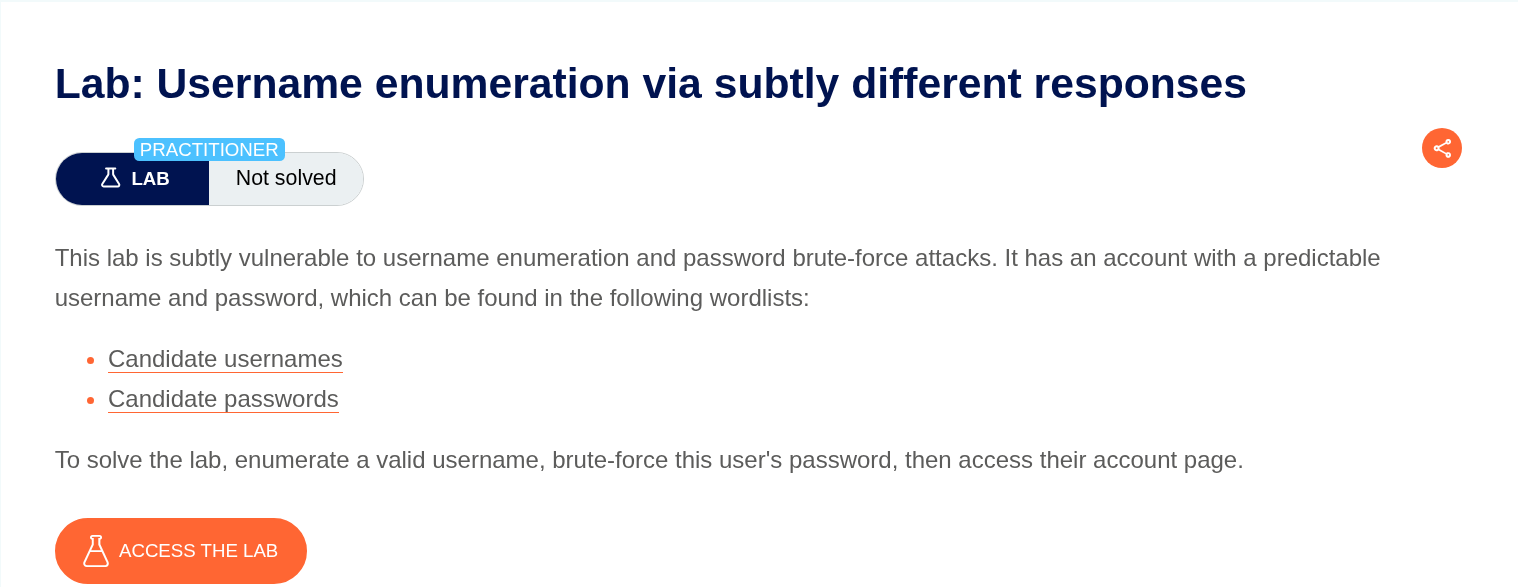 Lab: Username enumeration via subtly different responses
PRACTITIONER
LAB
Not solved
This lab is subtly vulnerable to username enumeration and password brute-force attacks. It has an account with a predictable
username and password, which can be found in the following wordlists:
Candidate usernames
Candidate passwords
To solve the lab, enumerate a valid username, brute-force this user's password, then access their account page.
ACCESS THE LAB